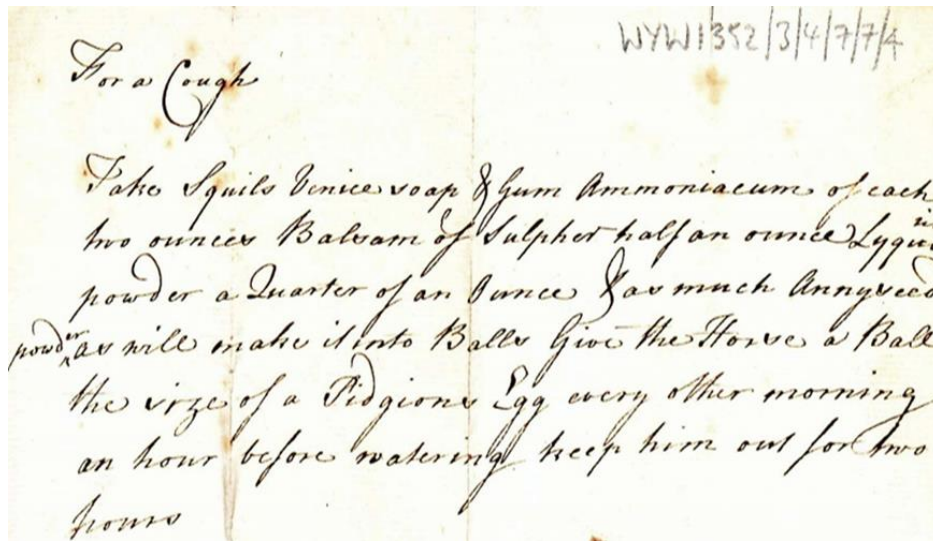 WYW1352/3/4/7/7/4
For a Cough
Take Squils Venice soap & Gum Ammoniacum of each
two ounces Balsam of Sulpher half an ounce
powder a Quarter of an Ounce & as much Annyseed
powder as will make it into Balls Give the Horse a Ball
the size of a Pidgions Egg every other morning
an hour before watering keep him out for two
hours